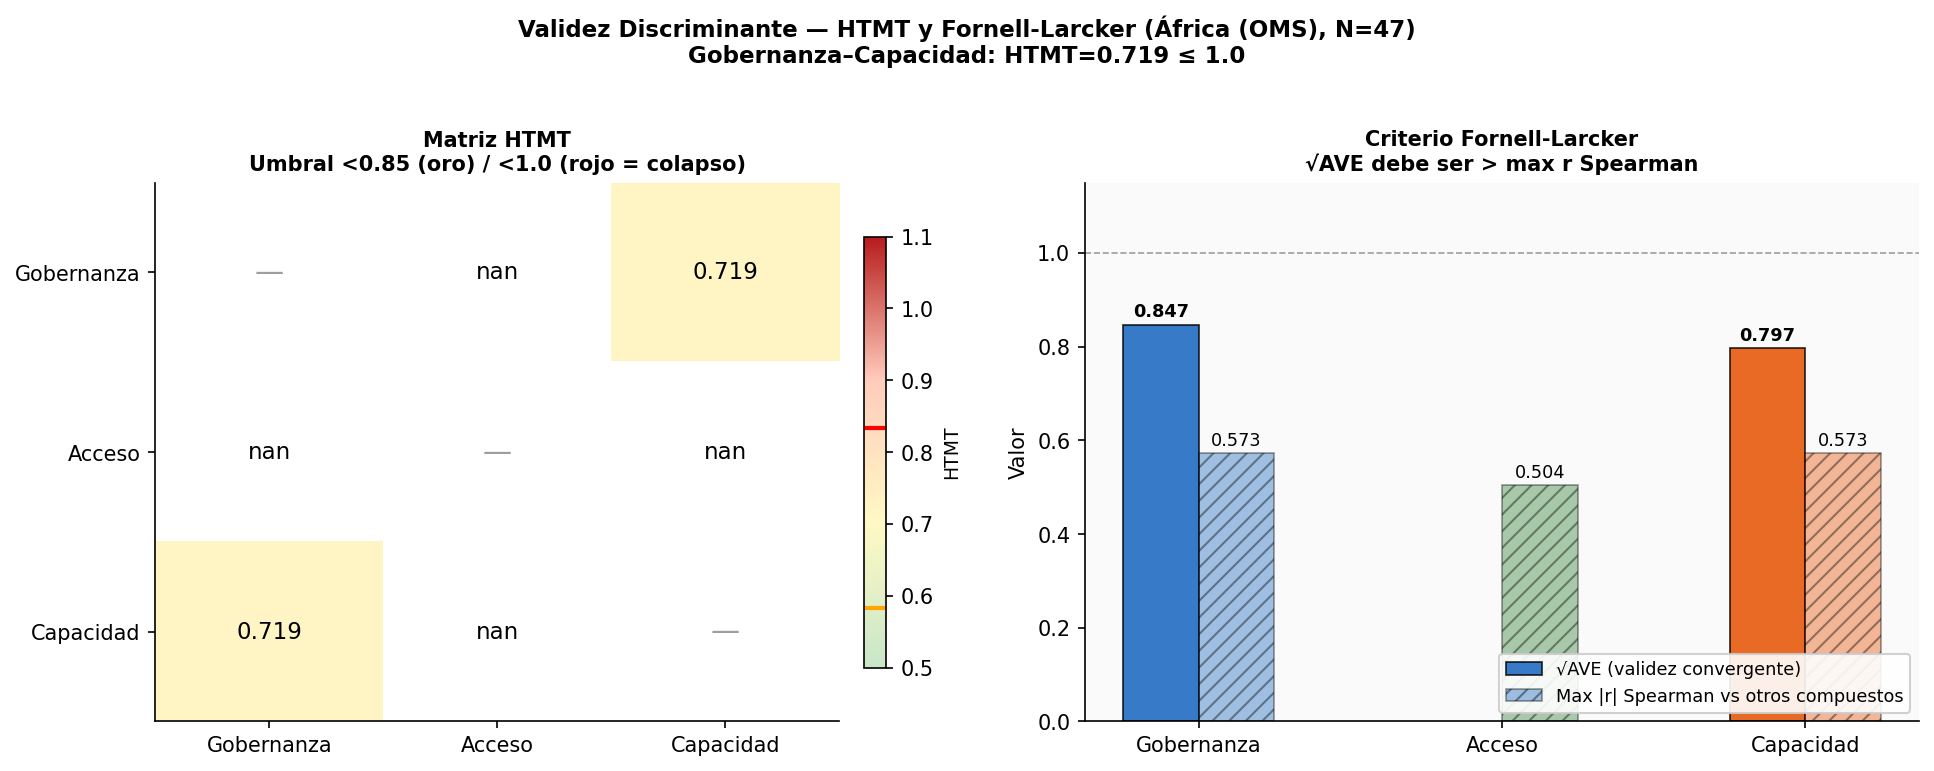 Validez Discriminante — HTMT y Fornell-Larcker (África (OMS), N=47)
Gobernanza–Capacidad: HTMT=0.719 ≤ 1.0
Matriz HTMT
Umbral <0.85 (oro) / <1.0 (rojo = colapso)
Gobernanza
—
nan
0.719
Acceso
nan
—
nan
Capacidad
0.719
nan
—
Gobernanza
Acceso
Capacidad
1.1
1.0
0.9
0.8
0.7
0.6
0.5
HTMT
Criterio Fornell-Larcker
√AVE debe ser > max r Spearman
Valor
1.0
0.8
0.6
0.4
0.2
0.0
0.847
0.573
0.504
0.797
0.573
√AVE (validez convergente)
Max |r| Spearman vs otros compuestos
Gobernanza
Acceso
Capacidad